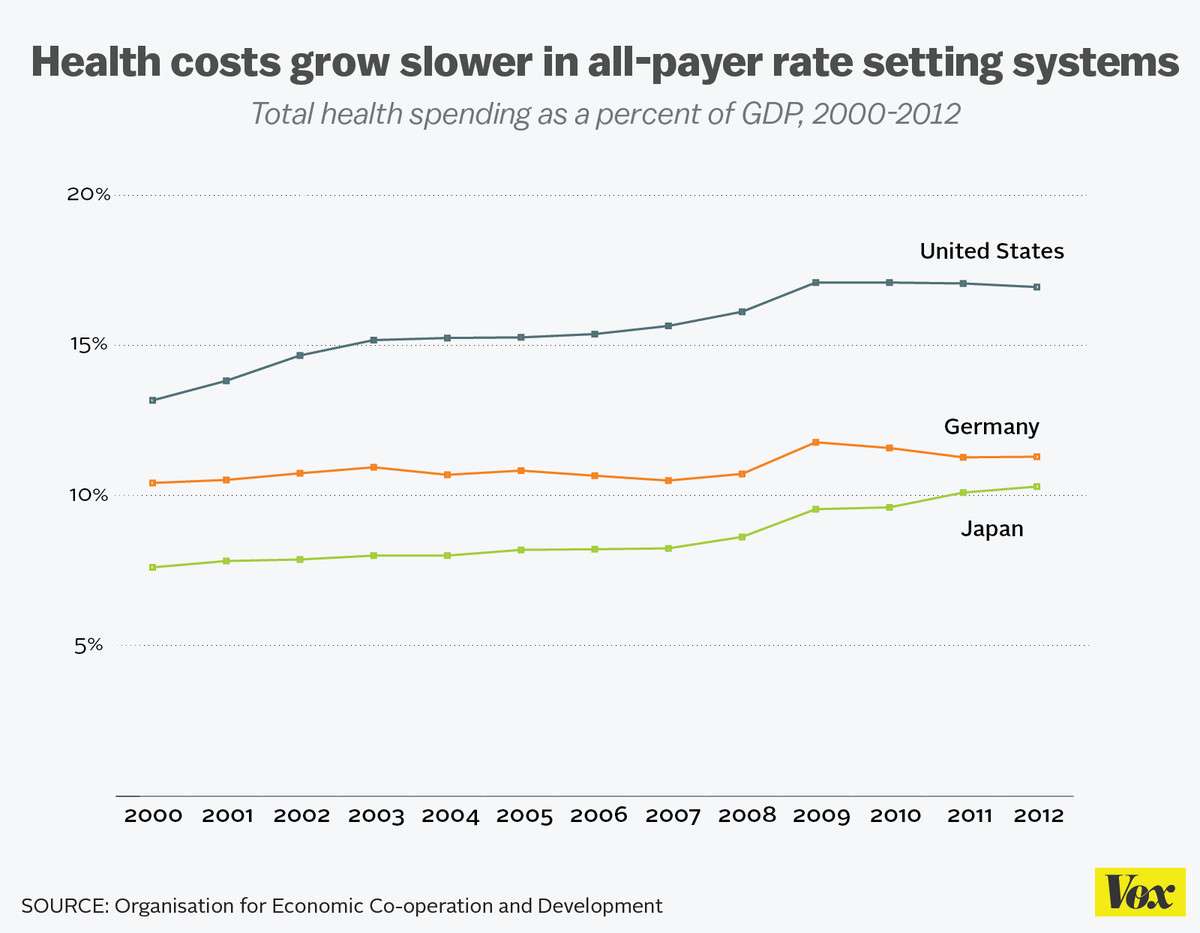 Health costs grow slower in all-payer rate setting systems
Total health spending as a percent of GDP, 2000-2012
20%
United States
15%
Germany
10%
Japan
5%
2000 2001 2002 2003 2004 2005 2006 2007 2008 2009 2010 2011 2012
SOURCE: Organisation for Economic Co-operation and Development
Vox